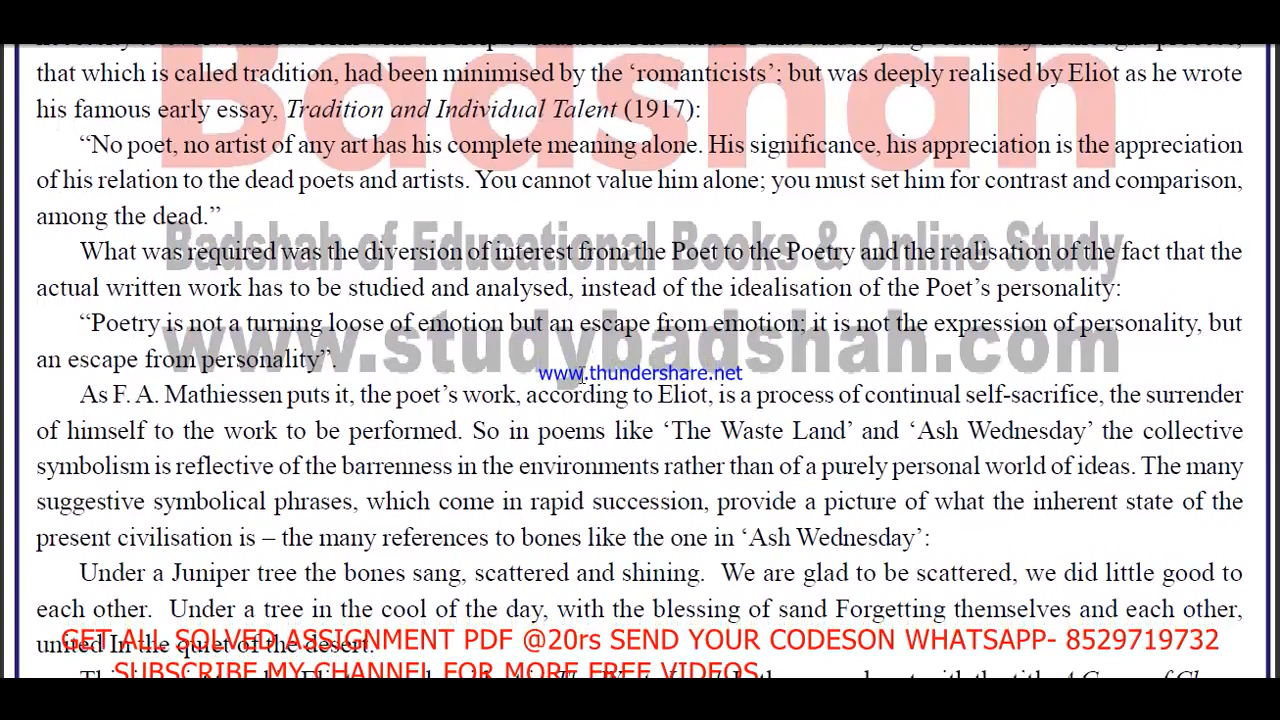 that which is called tradition, had been minimised by the ‘romanticists’; but was deeply realised by Eliot as he wrote
his famous early essay, Tradition and Individual Talent (1917):
“No poet, no artist of any art has his complete meaning alone. His significance, his appreciation is the appreciation
of his relation to the dead poets and artists. You cannot value him alone; you must set him for contrast and comparison,
among the dead.”
Badshah
Badshah of Educational Books & Online Study
What was required was the diversion of interest from the Poet to the Poetry and the realisation of the fact that the
actual written work has to be studied and analysed, instead of the idealisation of the Poet’s personality:
“Poetry is not a turning loose of emotion but an escape from emotion; it is not the expression of personality, but
an escape from personality”.
www.studybadshah.com
www.thundershare.net
As F. A. Mathiessen puts it, the poet’s work, according to Eliot, is a process of continual self-sacrifice, the surrender
of himself to the work to be performed. So in poems like ‘The Waste Land’ and ‘Ash Wednesday’ the collective
symbolism is reflective of the barrenness in the environments rather than of a purely personal world of ideas. The many
suggestive symbolical phrases, which come in rapid succession, provide a picture of what the inherent state of the
present civilisation is – the many references to bones like the one in ‘Ash Wednesday’:
Under a Juniper tree the bones sang, scattered and shining. We are glad to be scattered, we did little good to
each other. Under a tree in the cool of the day, with the blessing of sand Forgetting themselves and each other,
united In the quiet of the desert.
GET ALL SOLVED ASSIGNMENT PDF @20rs SEND YOUR CODESON WHATSAPP- 8529719732
SUBSCRIBE MY CHANNEL FOR MORE FREE VIDEOS